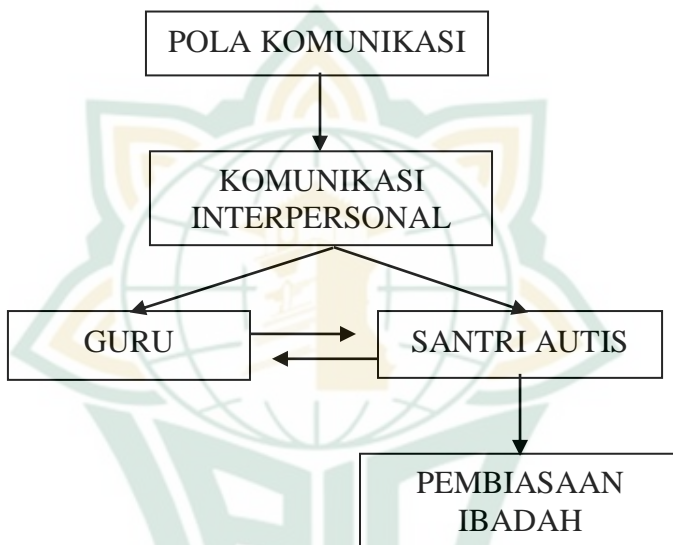 POLA KOMUNIKASI
KOMUNIKASI
INTERPERSONAL
GURU
SANTRI AUTIS
PEMBIASAAN
IBADAH